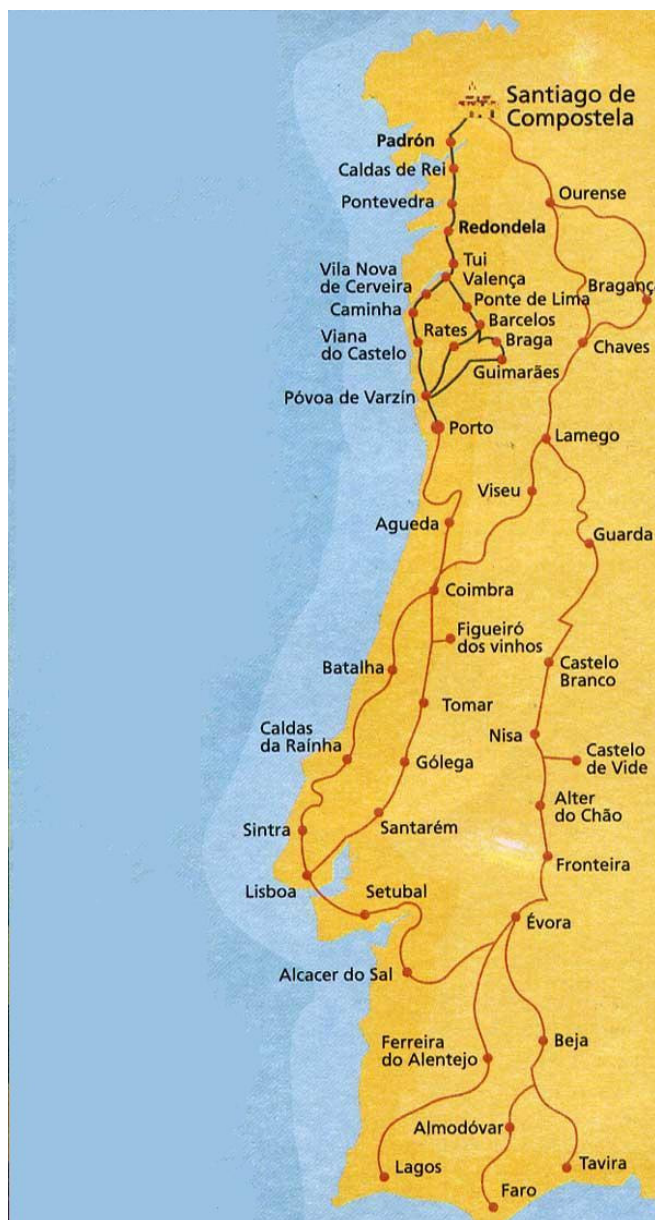 Santiago de
Compostela
Padrón
Caldas de Rei
Ourense
Pontevedra
Redondela
Tui
Vila Nova
de Cerveira
Valença
Bragança
Ponte de Lima
Caminha
Barcelos
Rates
Viana
do Castelo
Braga
Chaves
Guimarães
Póvoa de Varzín
Porto
Lamego
Viseu
Agueda
Guarda
Coimbra
Figueiró
dos vinhos
Batalha
Castelo
Branco
Tomar
Caldas
da Raínha
Nisa
Castelo
de Vide
Gólega
Alter
do Chão
Sintra
Santarém
Fronteira
Lisboa
Setubal
Évora
Alcacer do Sal
Ferreira
do Alentejo
Beja
Almodóvar
Lagos
Tavira
Faro